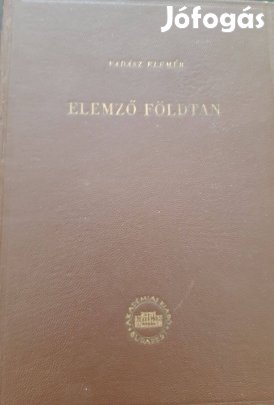 Jófogás
VADÁSZ ELEMÉR
ELEMZŐ FÖLDTAN
AKADÉMIAI KIADÓ
BUDAPEST